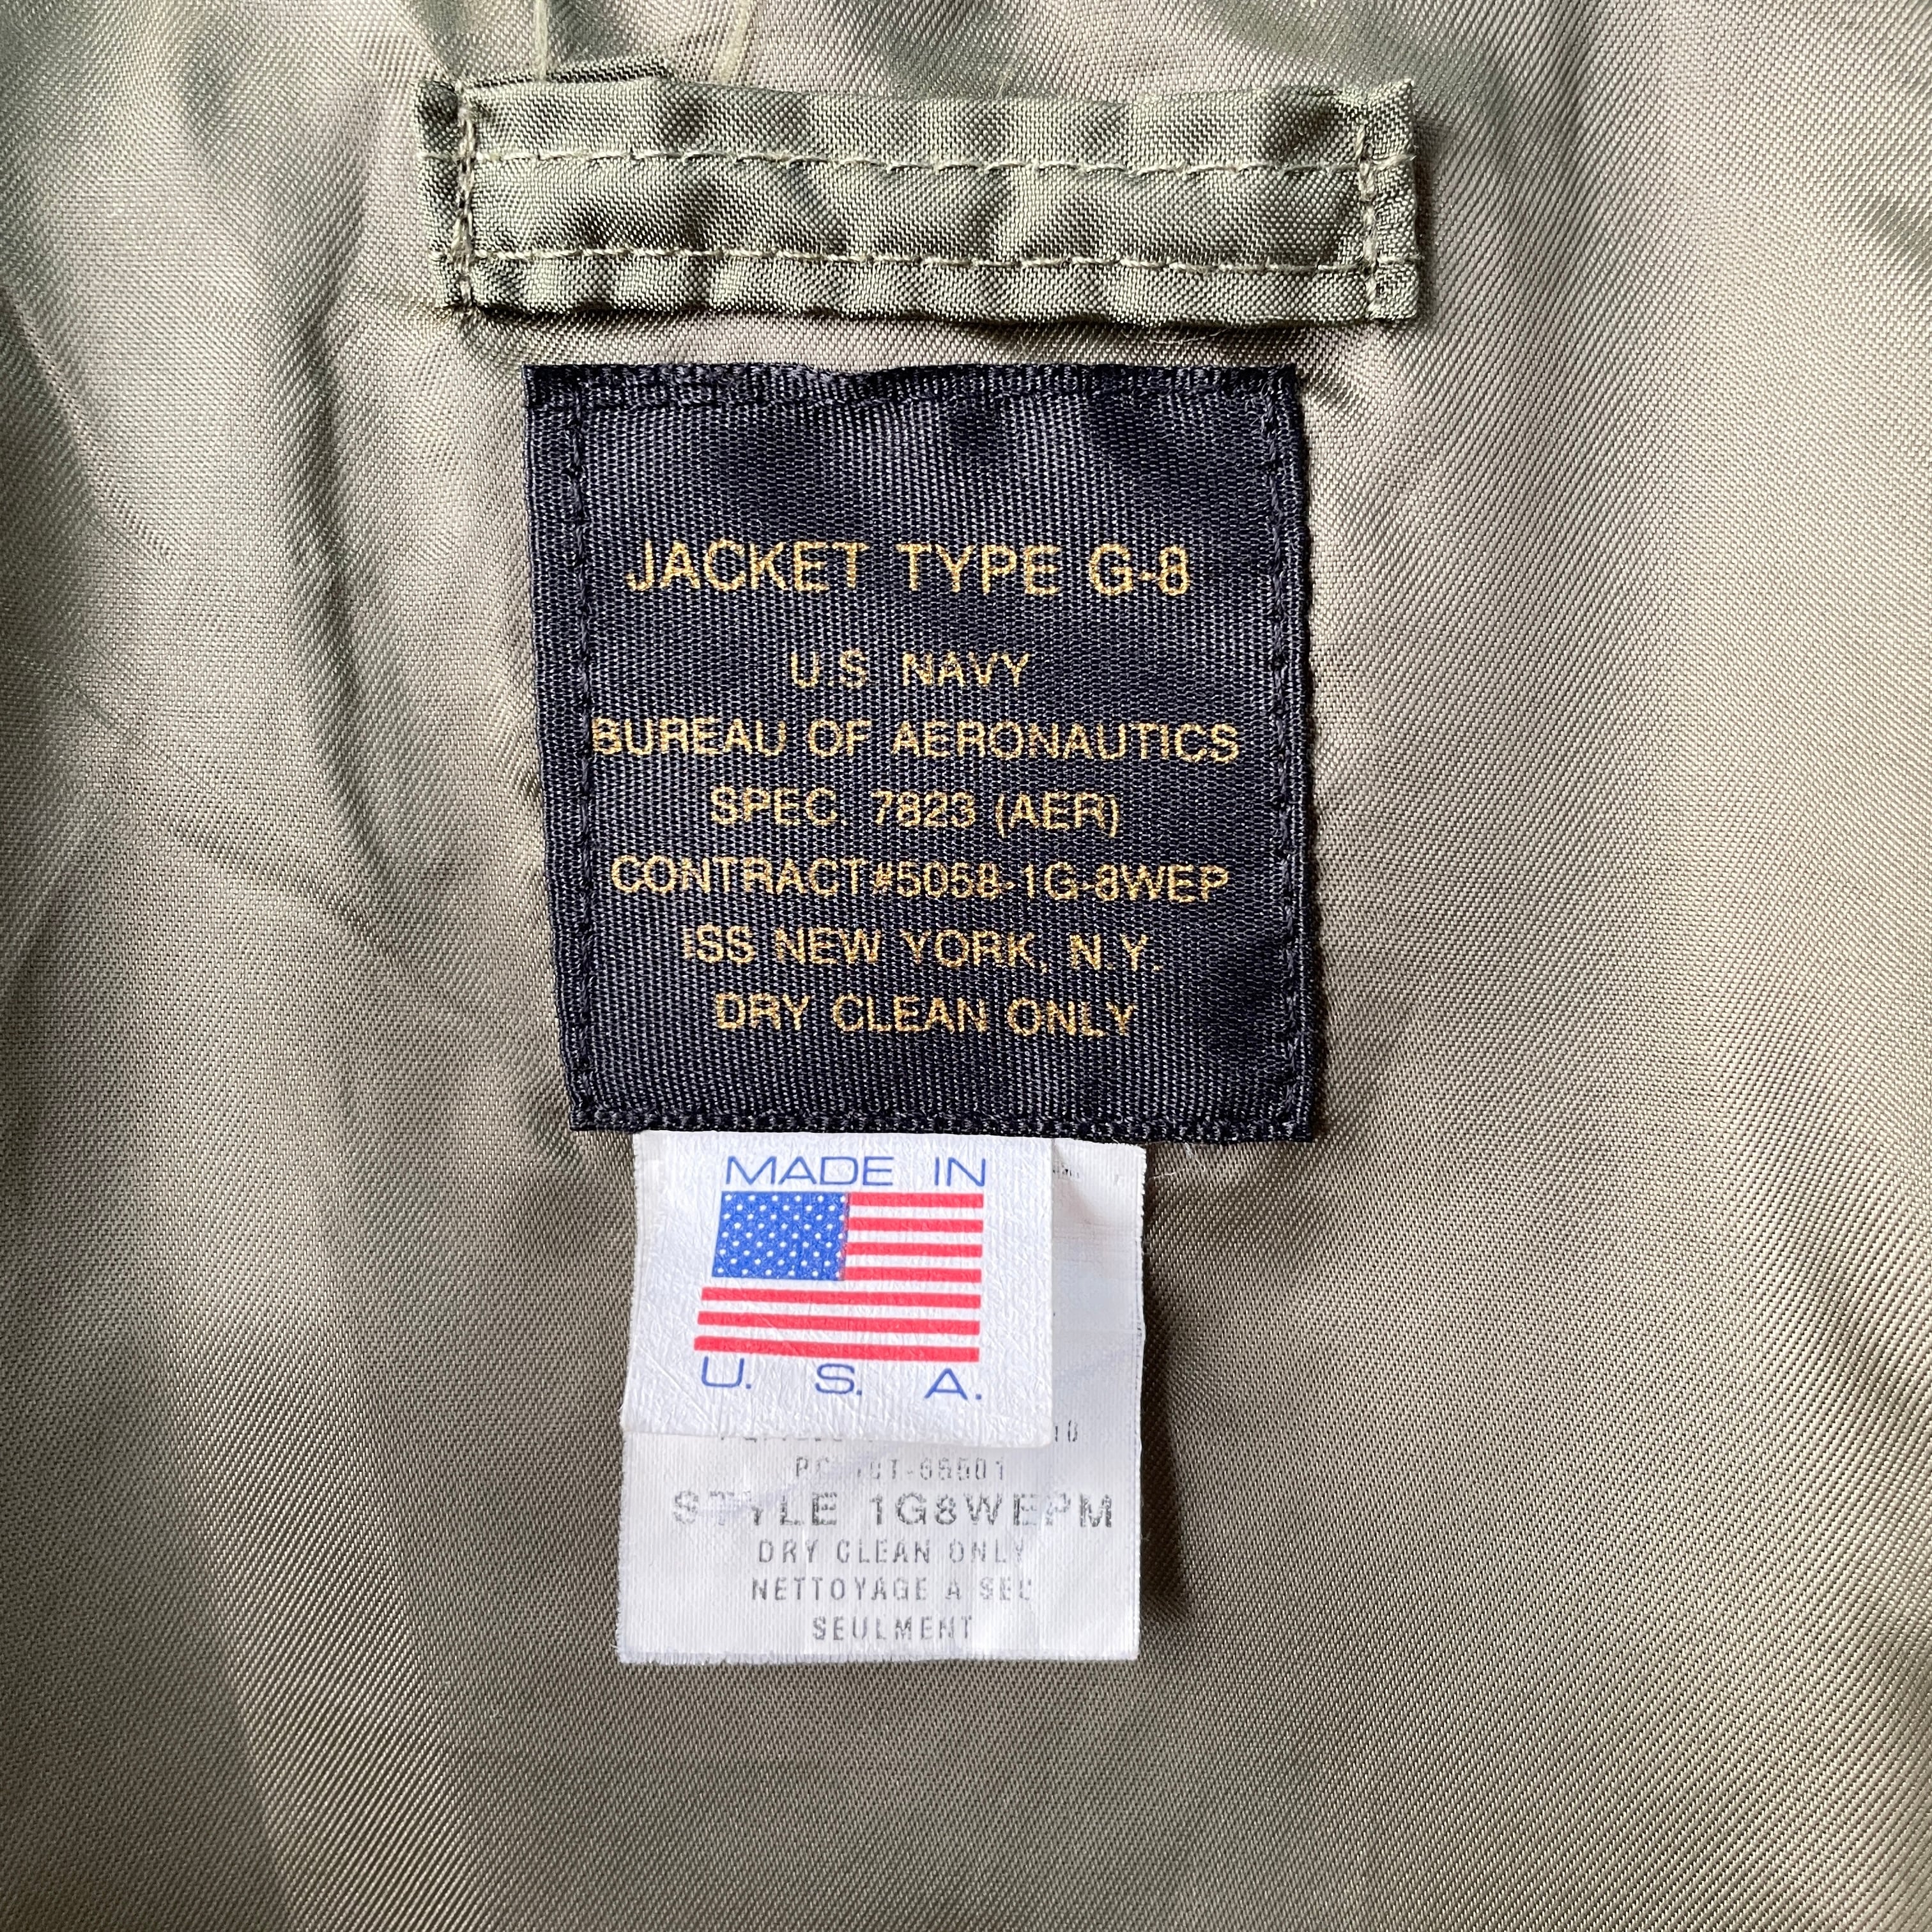 JACKET TYPE G-8
U.S. NAVY
BUREAU OF AERONAUTICS
SPEC. 7823 (AER)
CONTRACT#5058-1G-8WEP
ISS NEW YORK, N.Y.
DRY CLEAN ONLY
MADE IN
U. S. A.
STYLE 1G8WEPM
DRY CLEAN ONLY
NETTOYAGE A SEC
SEULMENT